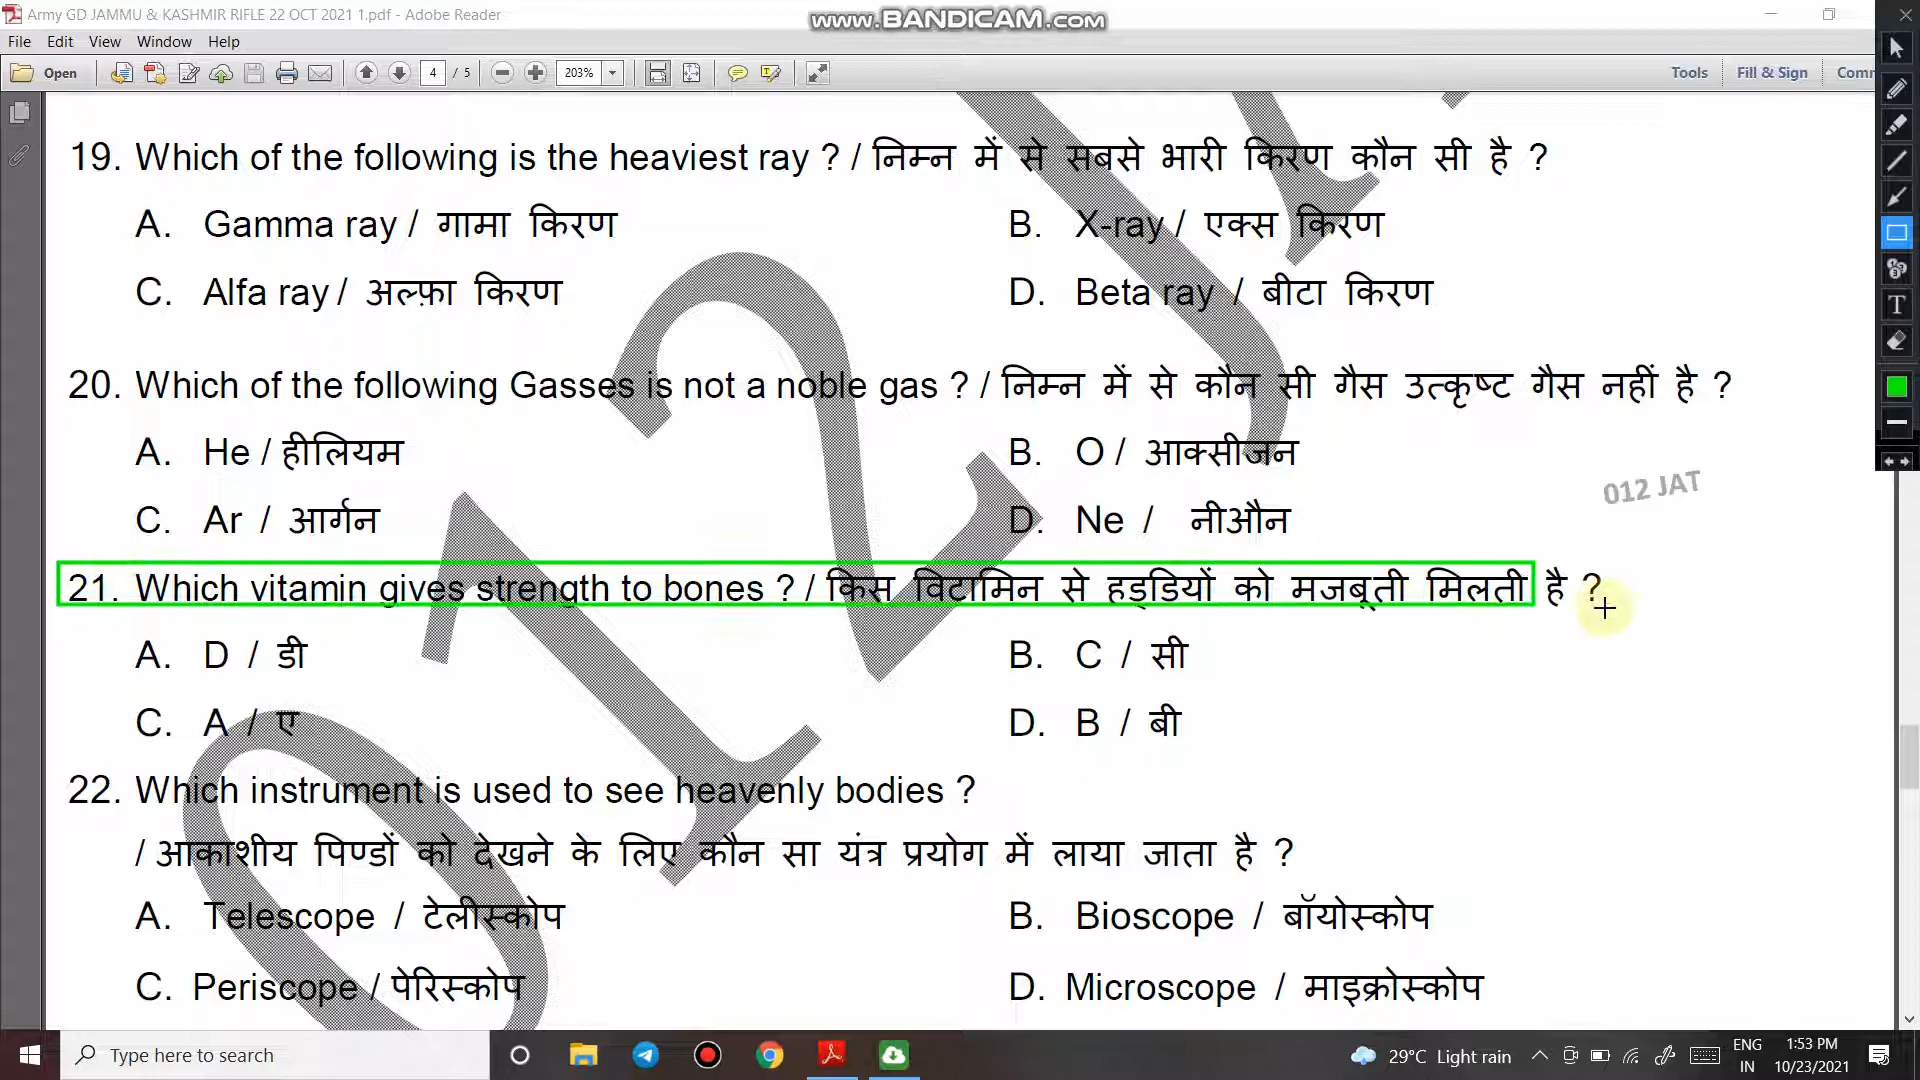 Army GD JAMMU & KASHMIR RIFLE 22 OCT 2021 1.pdf - Adobe Reader
www.BANDICAM.com
File Edit View Window Help
Open 4 / 5 203% Tools Fill & Sign Comm
19. Which of the following is the heaviest ray ? / निम्न में से सबसे भारी किरण कौन सी है ?
A. Gamma ray / गामा किरण B. X-ray / एक्स किरण
C. Alfa ray / अल्फ़ा किरण D. Beta ray / बीटा किरण
20. Which of the following Gasses is not a noble gas ? / निम्न में से कौन सी गैस उत्कृष्ट गैस नहीं है ?
A. He / हीलियम B. O / आक्सीजन
012 JAT
C. Ar / आर्गन D. Ne / नीऔन
21. Which vitamin gives strength to bones ? / किस विटामिन से हड्डियों को मजबूती मिलती है ?
A. D / डी B. C / सी
C. A / ए D. B / बी
22. Which instrument is used to see heavenly bodies ?
/ आकाशीय पिण्डों को देखने के लिए कौन सा यंत्र प्रयोग में लाया जाता है ?
A. Telescope / टेलीस्कोप B. Bioscope / बॉयोस्कोप
C. Periscope / पेरिस्कोप D. Microscope / माइक्रोस्कोप
Type here to search 29°C Light rain ENG 1:53 PM
IN 10/23/2021